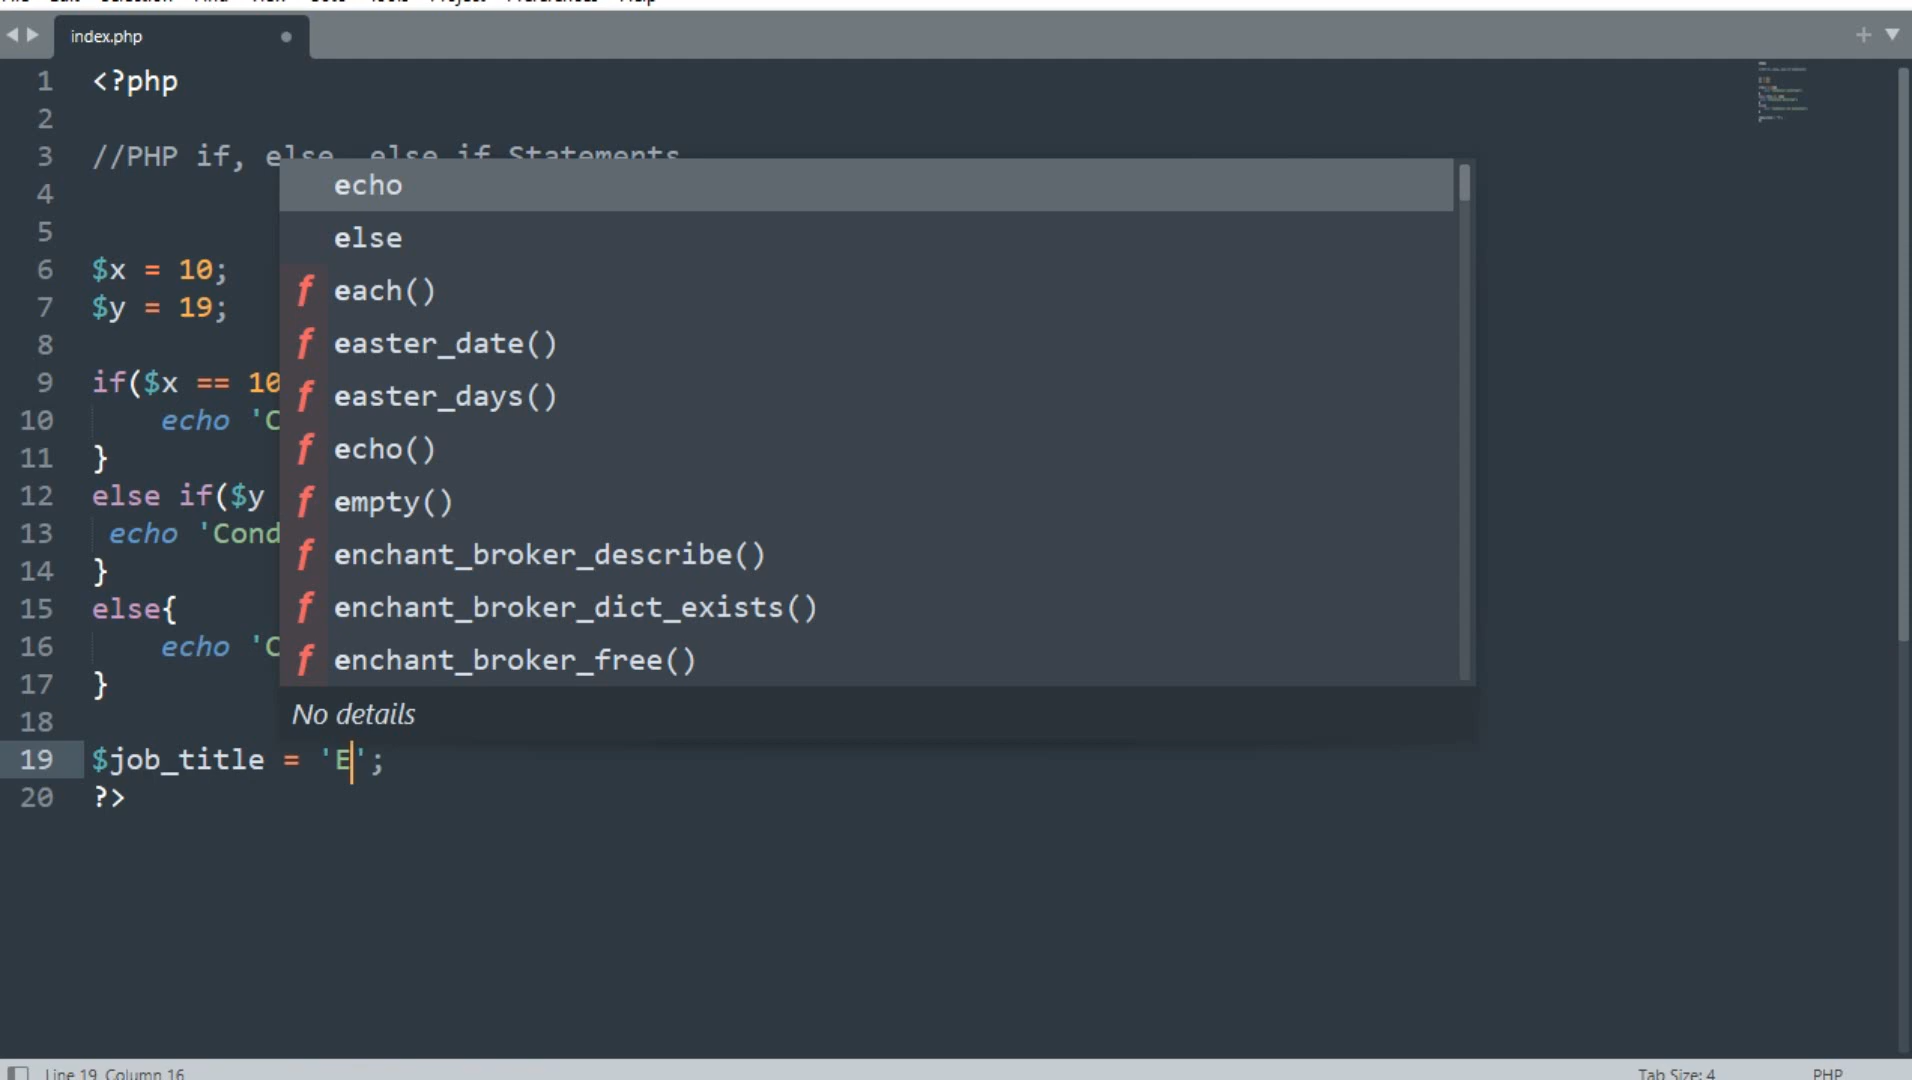 index.php
1 <?php
2
3 //PHP if, else, else if Statements
4
5
6 $x = 10;
7 $y = 19;
8
9 if($x == 10
10 echo 'C
11 }
12 else if($y
13 echo 'Cond
14 }
15 else{
16 echo 'C
17 }
18
19 $job_title = 'E';
20 ?>
echo
else
f each()
f easter_date()
f easter_days()
f echo()
f empty()
f enchant_broker_describe()
f enchant_broker_dict_exists()
f enchant_broker_free()
No details
Line 19, Column 16
Tab Size: 4
PHP